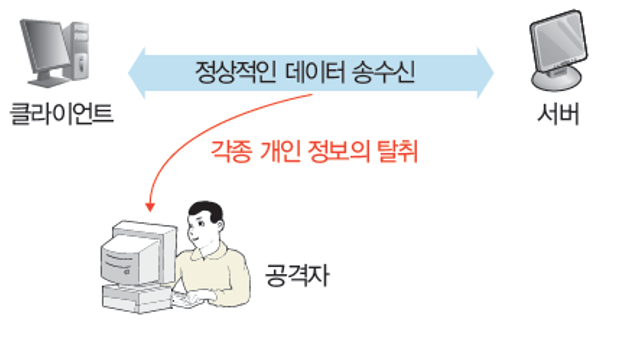 정상적인 데이터 송수신
클라이언트
서버
각종 개인 정보의 탈취
공격자